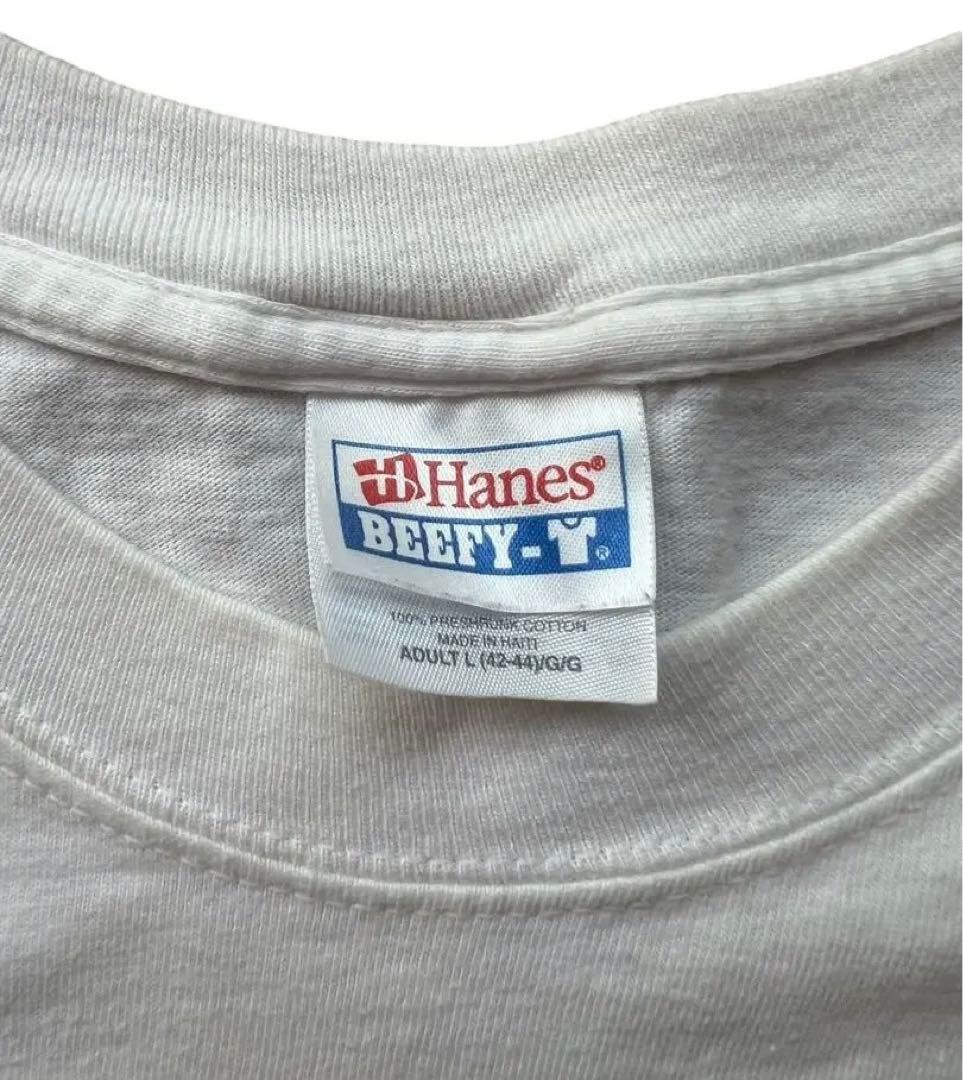 Hanes®
BEEFY-T®
100% PRESHRUNK COTTON
MADE IN HAITI
ADULT L (42-44)/G/G